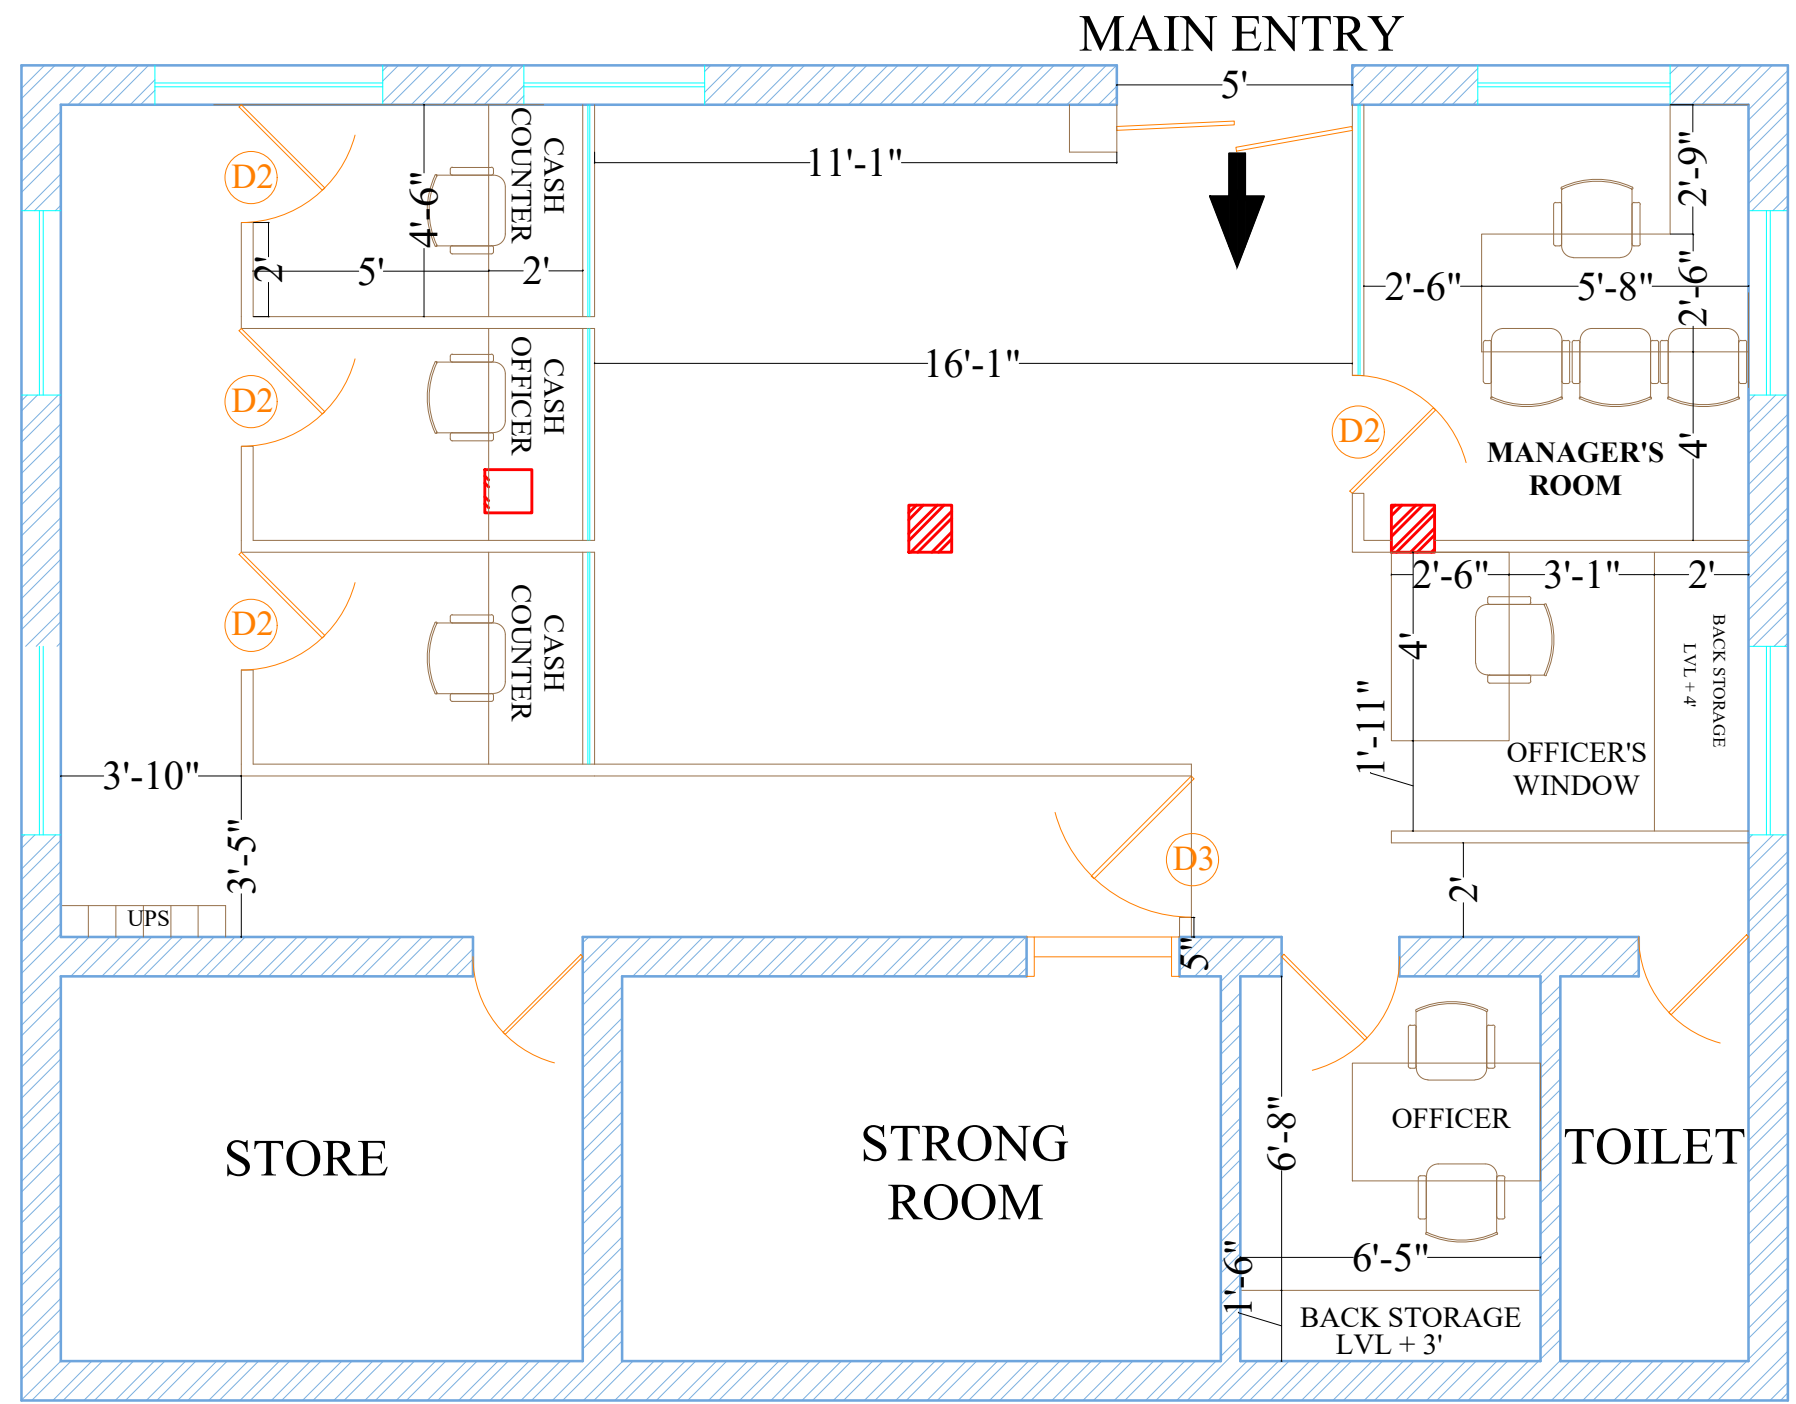 MAIN ENTRY
5'
11'-1"
D2
4'-6"
CASH
COUNTER
2'
5'
2'
2'-9"
2'-6"
5'-8"
2'-9"
16'-1"
D2
CASH
OFFICER
D2
4'
MANAGER'S
ROOM
D2
CASH
COUNTER
2'-6"
3'-1"
2'
4'
BACK STORAGE
LVL + 4'
1'-11"
OFFICER'S
WINDOW
3'-10"
3'-5"
D3
2'
UPS
5"
STORE
STRONG
ROOM
6'-8"
OFFICER
TOILET
6'-5"
1'-6"
BACK STORAGE
LVL + 3'